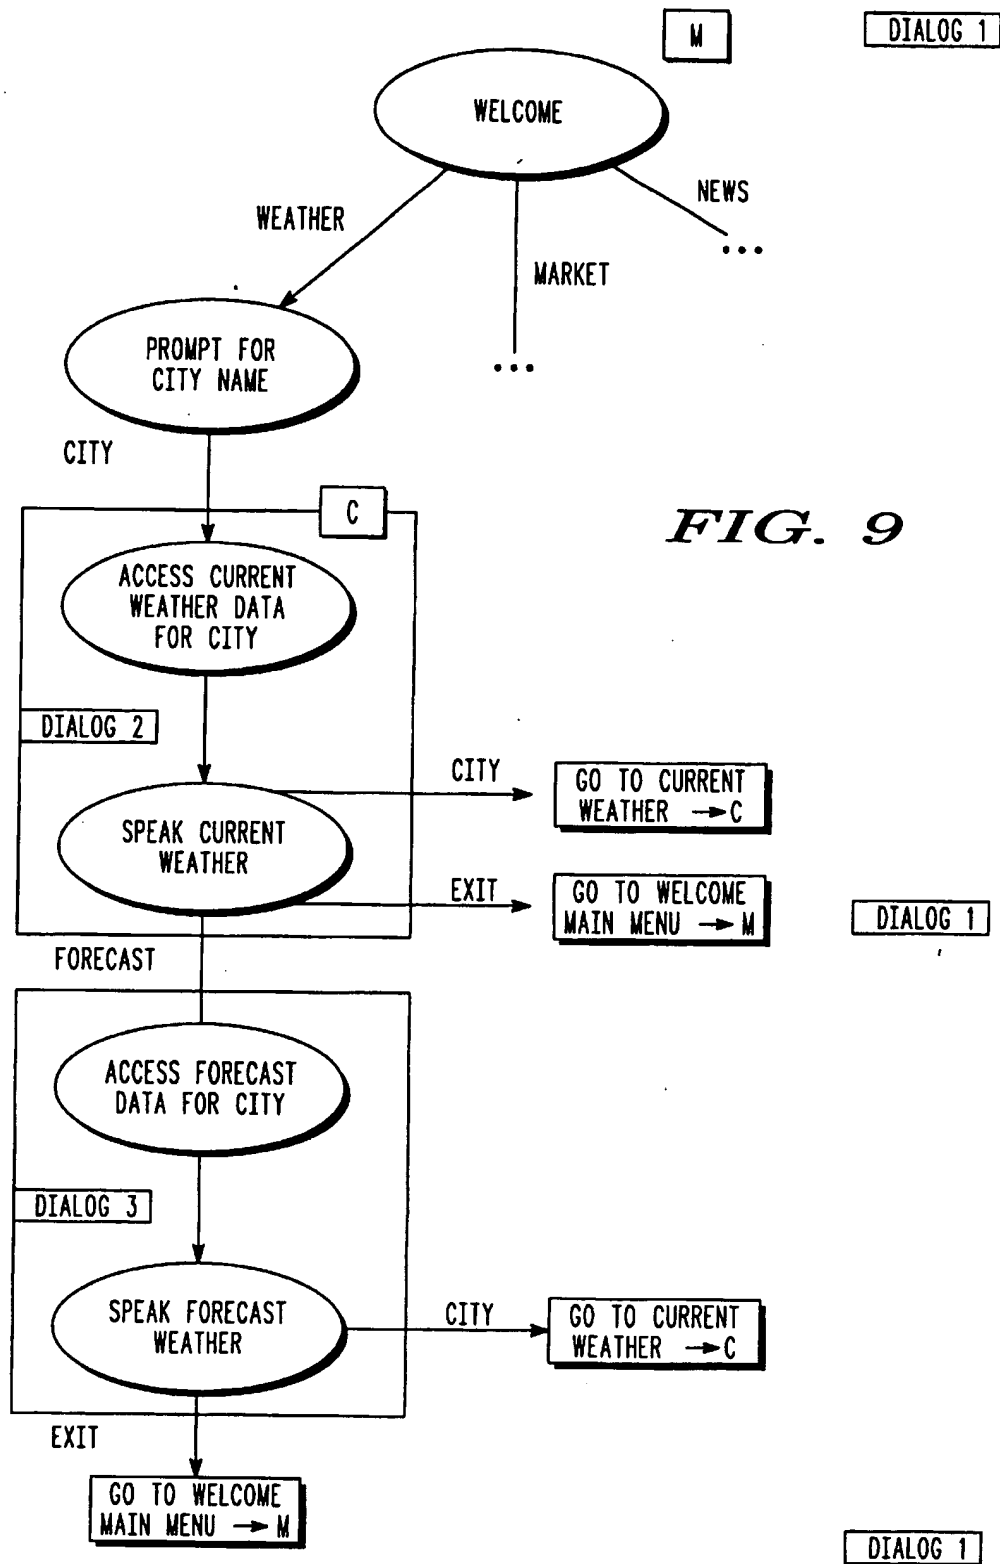 M
DIALOG 1
WELCOME
WEATHER
NEWS
MARKET
...
...
PROMPT FOR
CITY NAME
CITY
C
FIG. 9
ACCESS CURRENT
WEATHER DATA
FOR CITY
DIALOG 2
CITY
GO TO CURRENT
WEATHER → C
SPEAK CURRENT
WEATHER
EXIT
GO TO WELCOME
MAIN MENU → M
DIALOG 1
FORECAST
ACCESS FORECAST
DATA FOR CITY
DIALOG 3
SPEAK FORECAST
WEATHER
CITY
GO TO CURRENT
WEATHER → C
EXIT
GO TO WELCOME
MAIN MENU → M
DIALOG 1